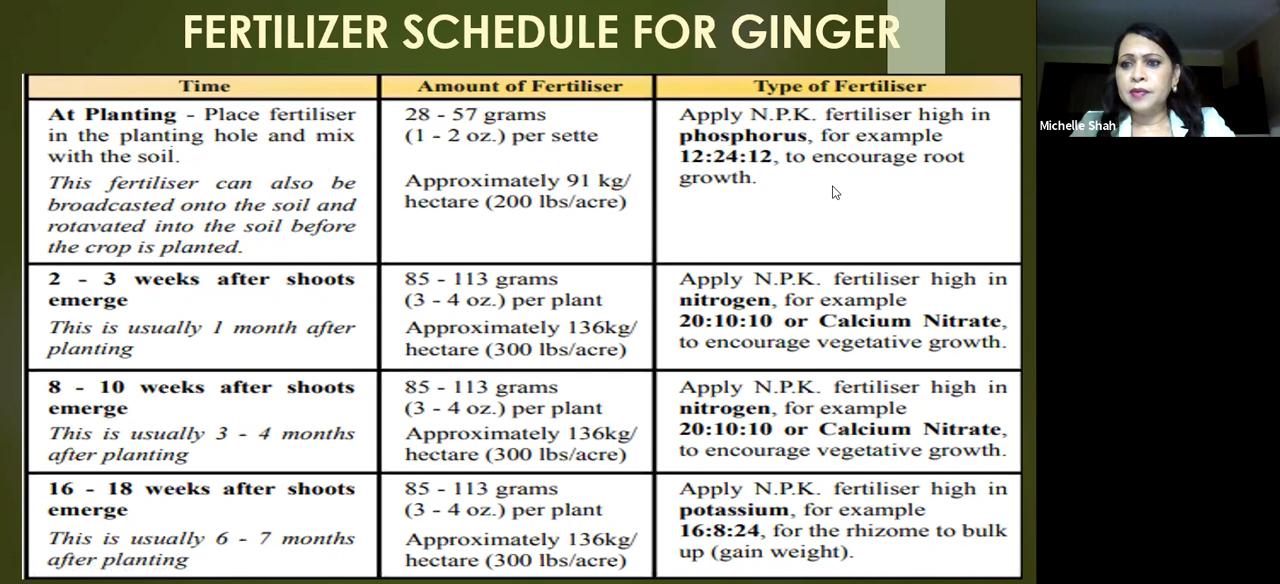 FERTILIZER SCHEDULE FOR GINGER
Time
Amount of Fertiliser
Type of Fertiliser
At Planting - Place fertiliser
in the planting hole and mix
with the soil.
This fertiliser can also be
broadcasted onto the soil and
rotavated into the soil before
the crop is planted.
28 - 57 grams
(1 - 2 oz.) per sette
Approximately 91 kg/
hectare (200 lbs/acre)
Apply N.P.K. fertiliser high in
phosphorus, for example
12:24:12, to encourage root
growth.
2 - 3 weeks after shoots
emerge
This is usually 1 month after
planting
85 - 113 grams
(3 - 4 oz.) per plant
Approximately 136kg/
hectare (300 lbs/acre)
Apply N.P.K. fertiliser high in
nitrogen, for example
20:10:10 or Calcium Nitrate,
to encourage vegetative growth.
8 - 10 weeks after shoots
emerge
This is usually 3 - 4 months
after planting
85 - 113 grams
(3 - 4 oz.) per plant
Approximately 136kg/
hectare (300 lbs/acre)
Apply N.P.K. fertiliser high in
nitrogen, for example
20:10:10 or Calcium Nitrate,
to encourage vegetative growth.
16 - 18 weeks after shoots
emerge
This is usually 6 - 7 months
after planting
85 - 113 grams
(3 - 4 oz.) per plant
Approximately 136kg/
hectare (300 lbs/acre)
Apply N.P.K. fertiliser high in
potassium, for example
16:8:24, for the rhizome to bulk
up (gain weight).
Michelle Shah